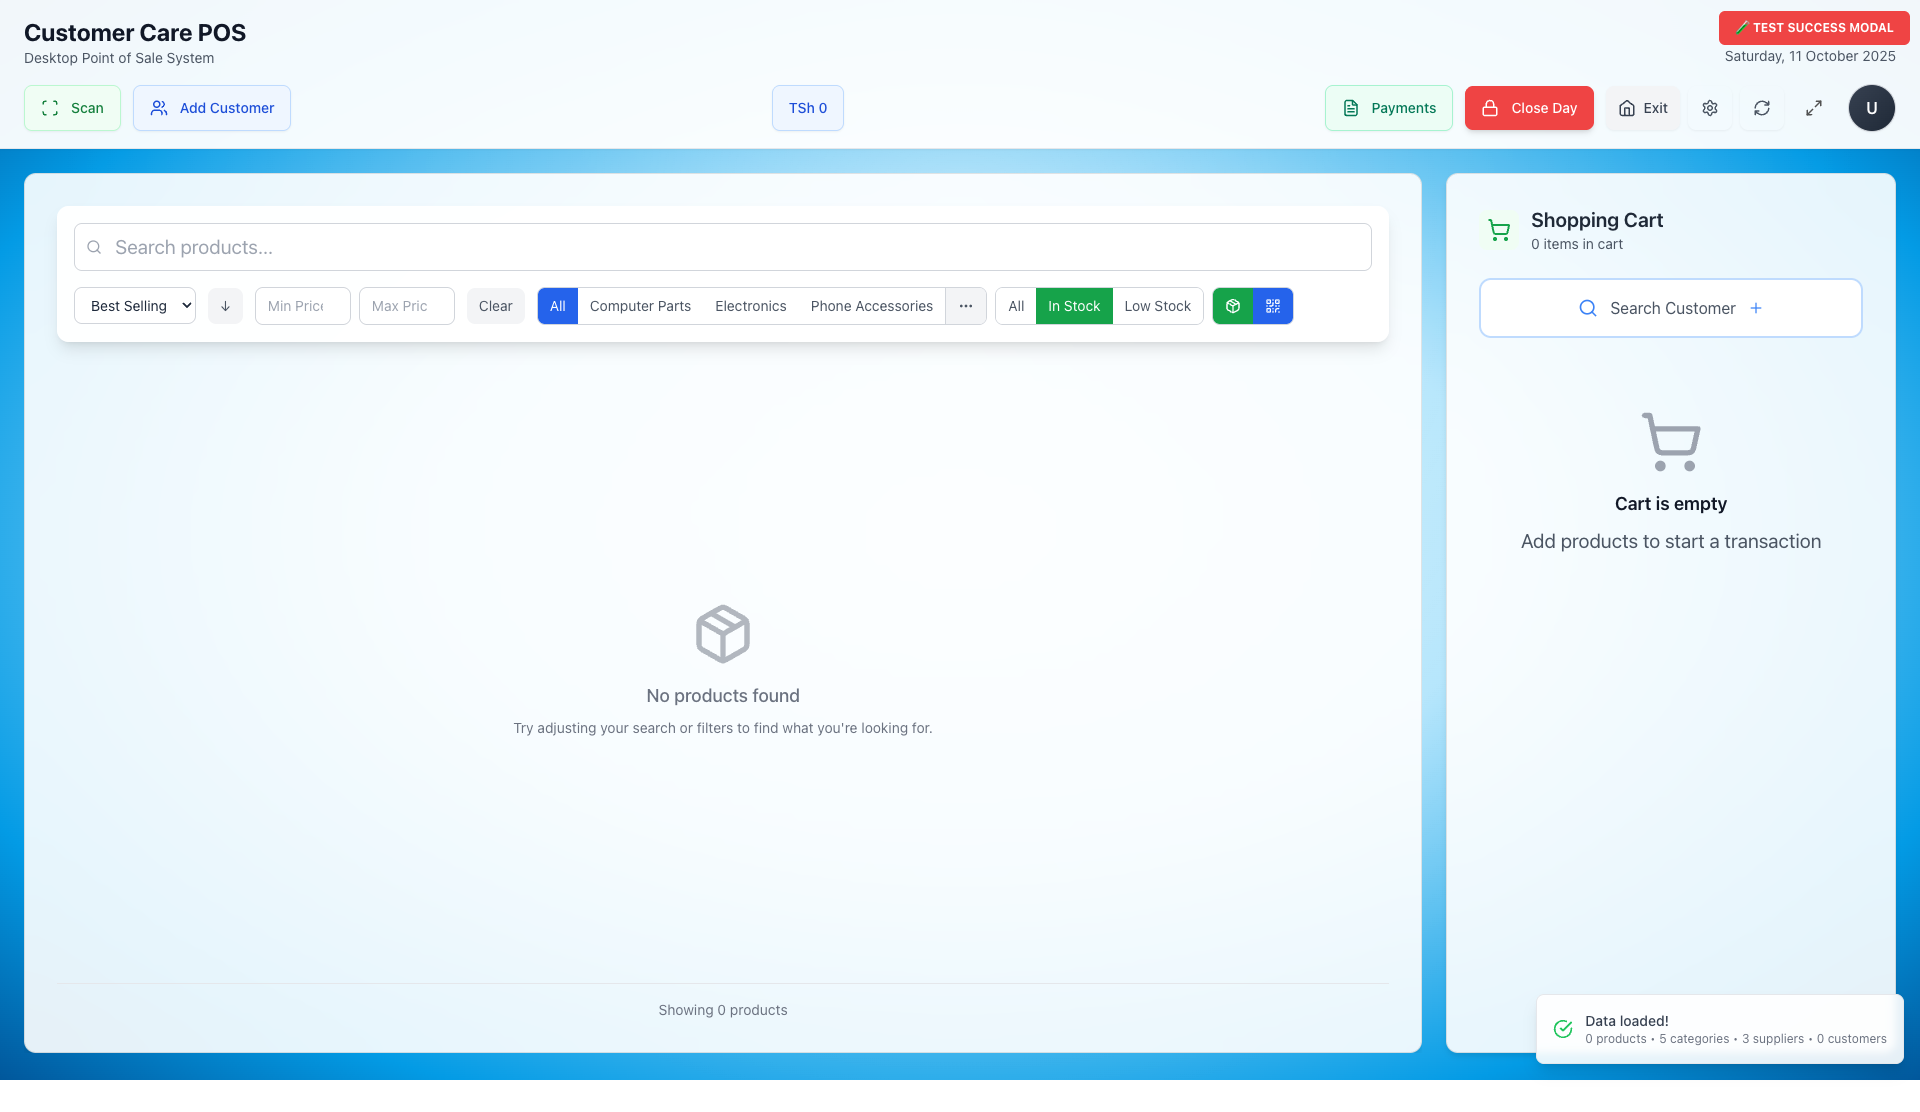 Customer Care POS
Desktop Point of Sale System
TEST SUCCESS MODAL
Saturday, 11 October 2025
Scan
Add Customer
TSh 0
Payments
Close Day
Exit
U
Search products...
Best Selling
Min Price
Max Pric
Clear
All
Computer Parts
Electronics
Phone Accessories
All
In Stock
Low Stock
No products found
Try adjusting your search or filters to find what you're looking for.
Showing 0 products
Shopping Cart
0 items in cart
Search Customer
Cart is empty
Add products to start a transaction
Data loaded!
0 products • 5 categories • 3 suppliers • 0 customers